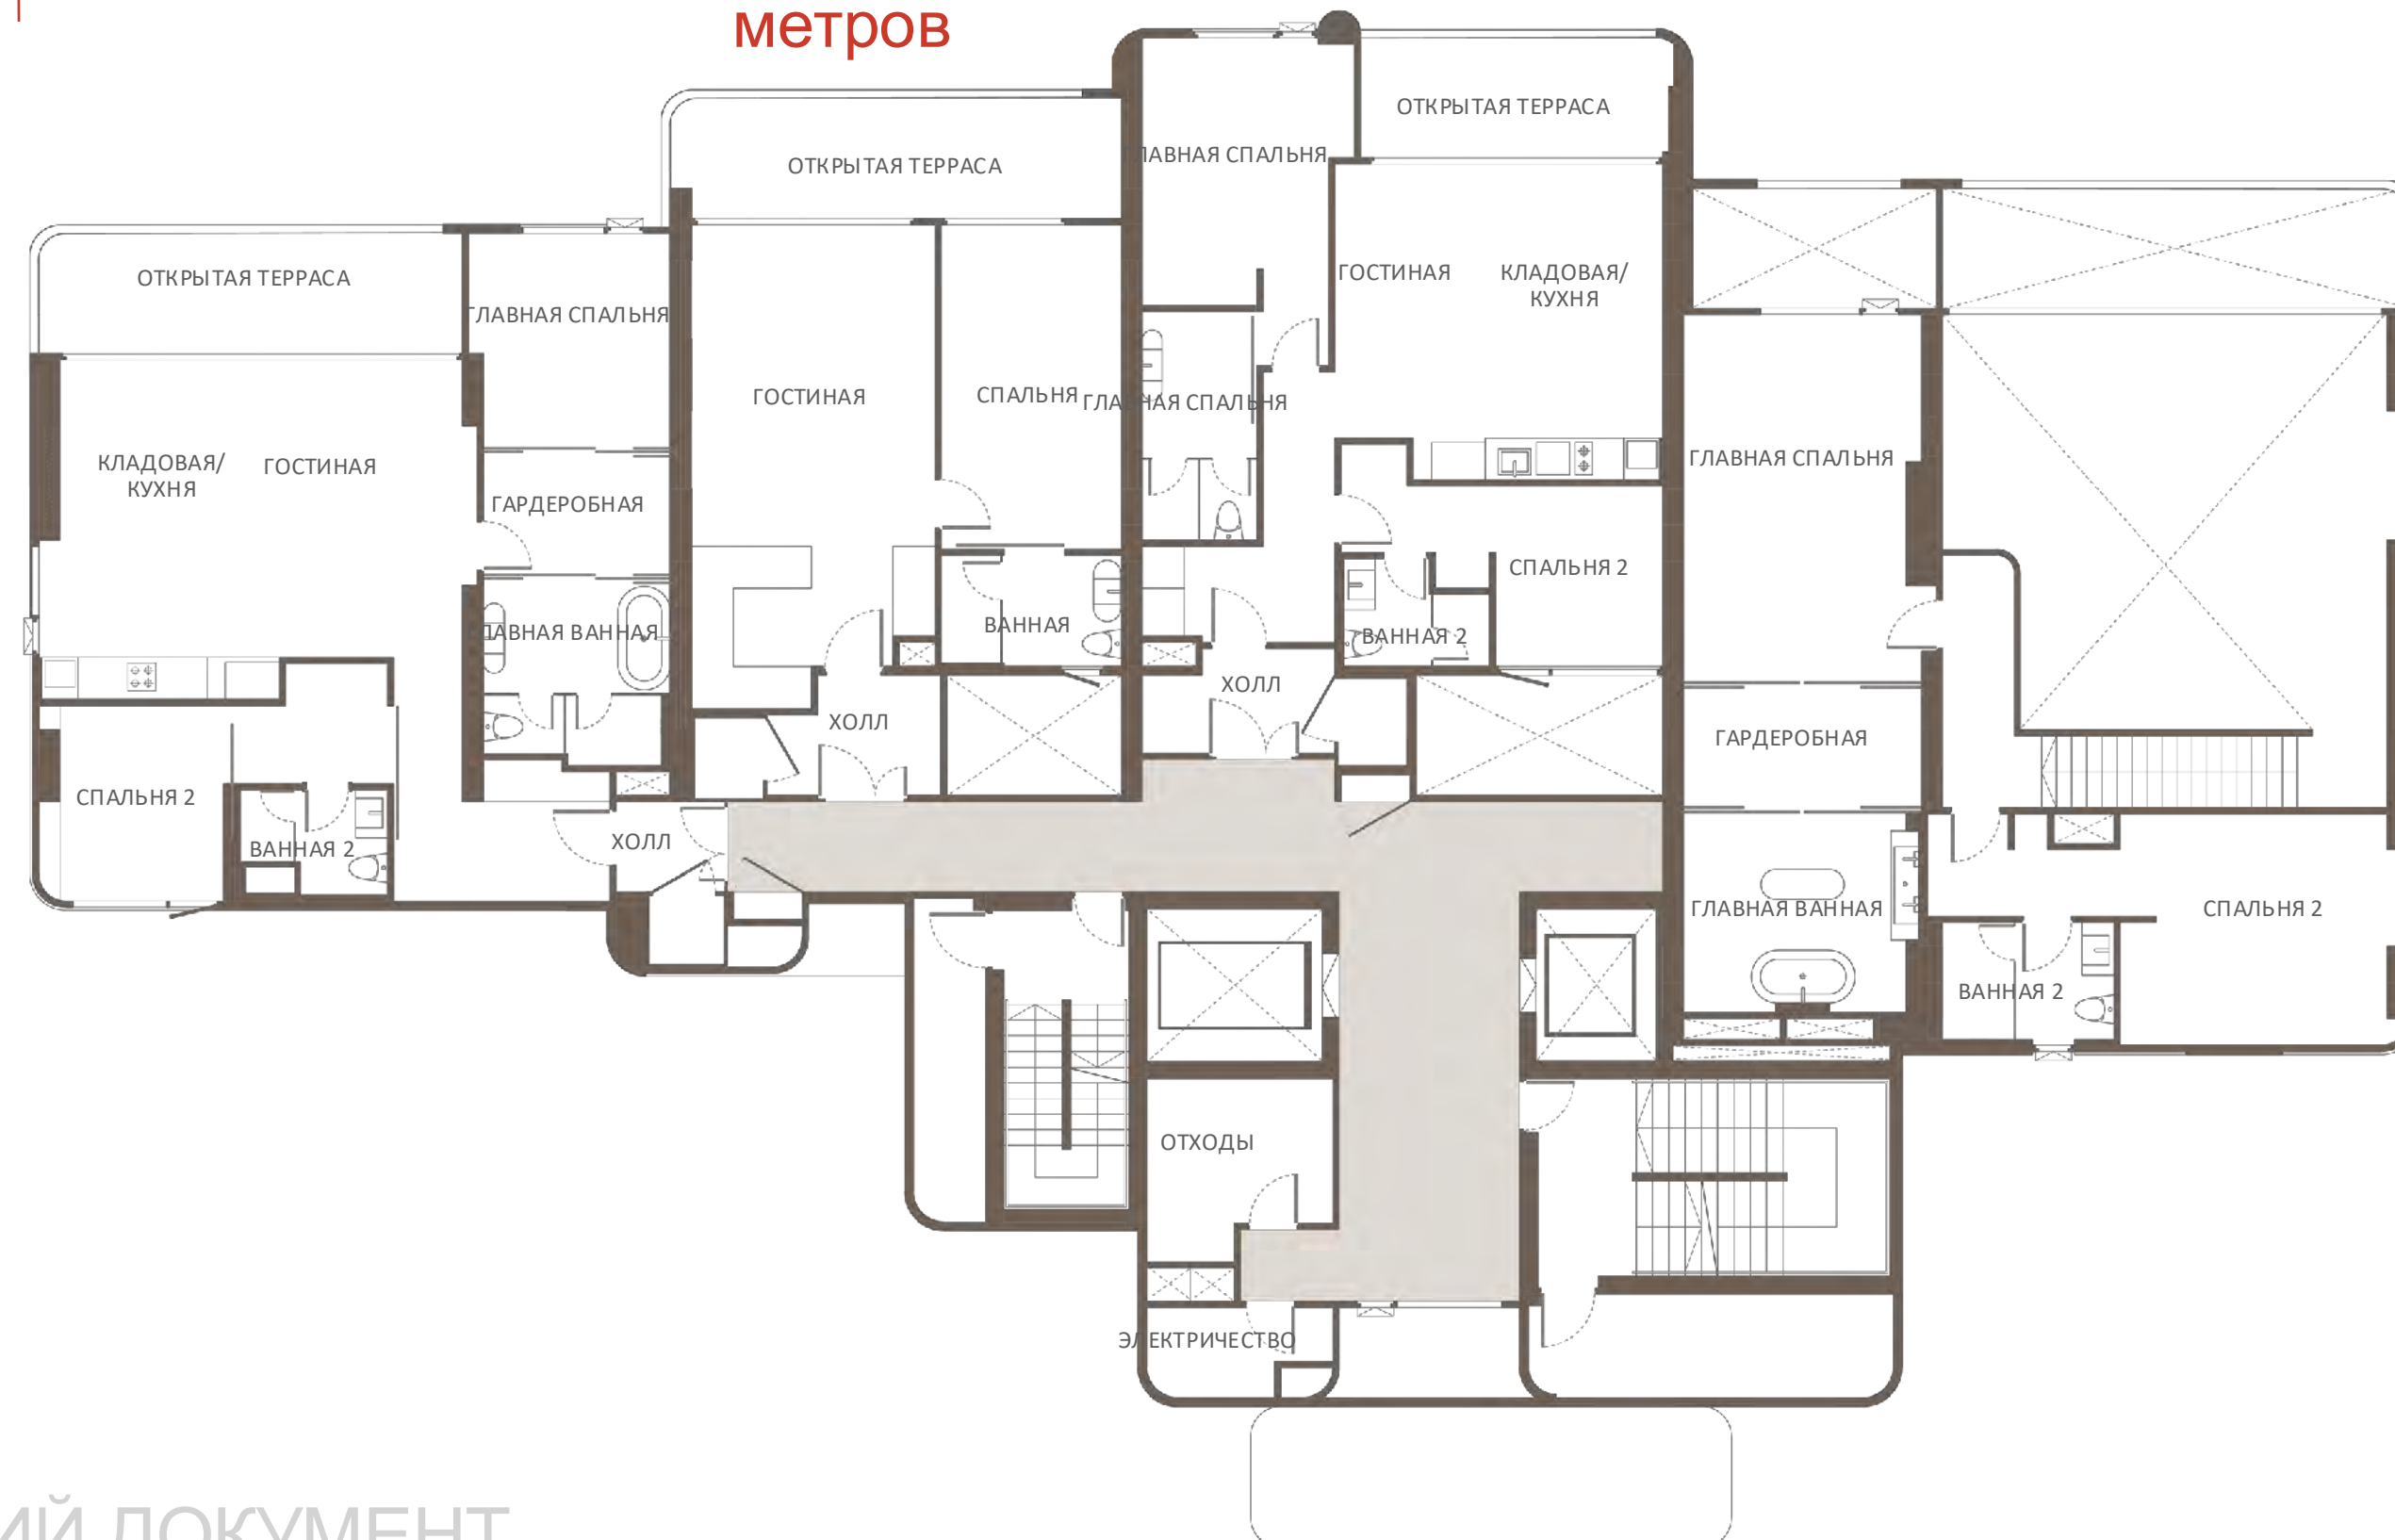 метров
ОТКРЫТАЯ ТЕРРАСА
ГЛАВНАЯ СПАЛЬНЯ
ОТКРЫТАЯ ТЕРРАСА
ОТКРЫТАЯ ТЕРРАСА
ГЛАВНАЯ СПАЛЬНЯ
ГОСТИНАЯ
КЛАДОВАЯ/
КУХНЯ
ГОСТИНАЯ
СПАЛЬНЯ
ГЛАВНАЯ СПАЛЬНЯ
КЛАДОВАЯ/
КУХНЯ
ГОСТИНАЯ
ГАРДЕРОБНАЯ
ГЛАВНАЯ СПАЛЬНЯ
СПАЛЬНЯ 2
ГЛАВНАЯ ВАННАЯ
ВАННАЯ
ВАННАЯ 2
ХОЛЛ
ХОЛЛ
ГАРДЕРОБНАЯ
СПАЛЬНЯ 2
ВАННАЯ 2
ХОЛЛ
ГЛАВНАЯ ВАННАЯ
СПАЛЬНЯ 2
ВАННАЯ 2
ОТХОДЫ
ЭЛЕКТРИЧЕСТВО
ИЙ ДОКУМЕНТ